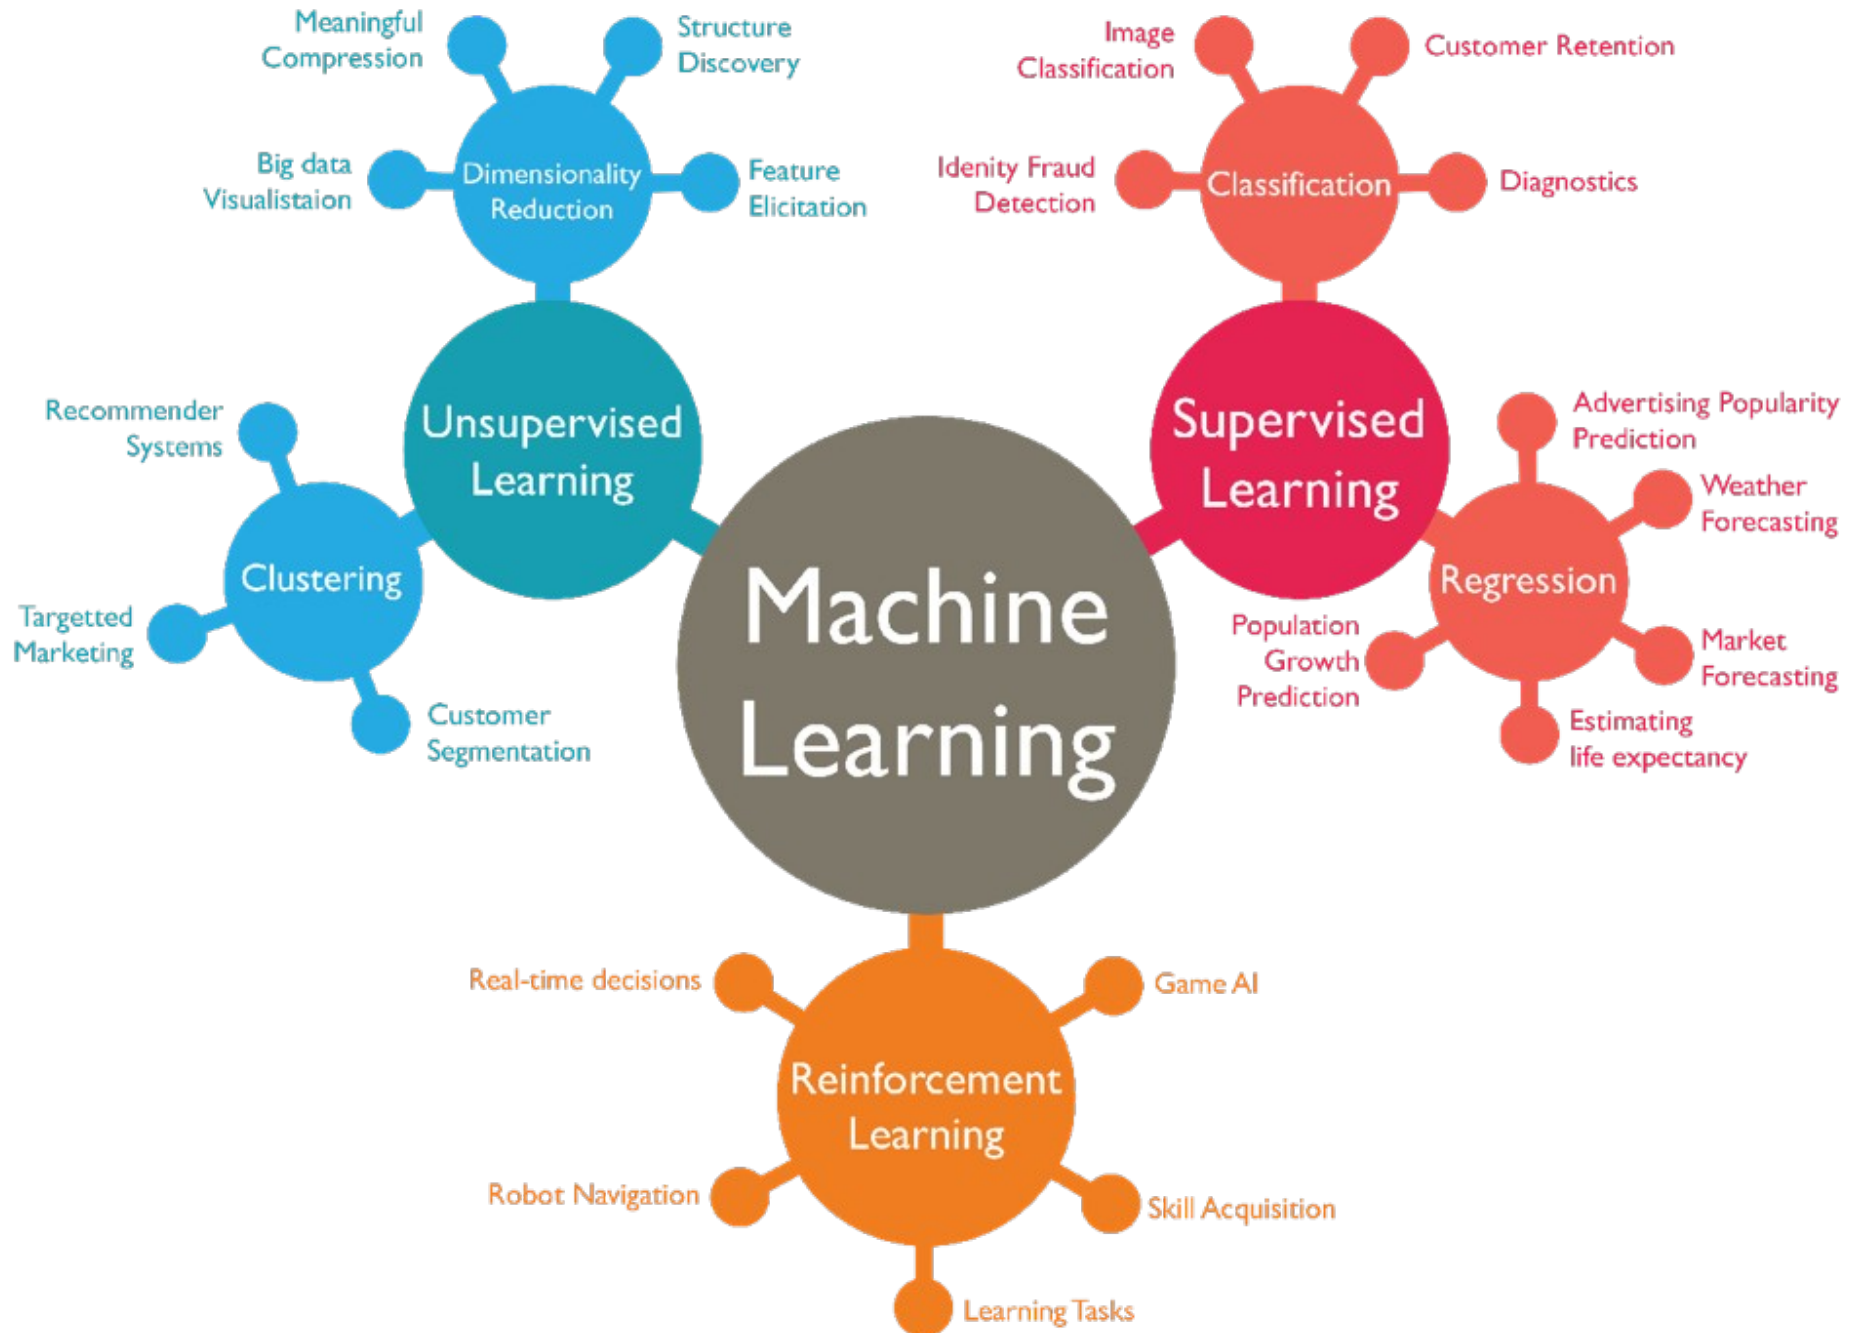 Meaningful
Compression
Structure
Discovery
Big data
Visualistaion
Dimensionality
Reduction
Feature
Elicitation
Image
Classification
Customer Retention
Idenity Fraud
Detection
Classification
Diagnostics
Recommender
Systems
Unsupervised
Learning
Clustering
Targetted
Marketing
Customer
Segmentation
Machine
Learning
Supervised
Learning
Advertising Popularity
Prediction
Weather
Forecasting
Regression
Population
Growth
Prediction
Market
Forecasting
Estimating
life expectancy
Real-time decisions
Game AI
Reinforcement
Learning
Robot Navigation
Skill Acquisition
Learning Tasks